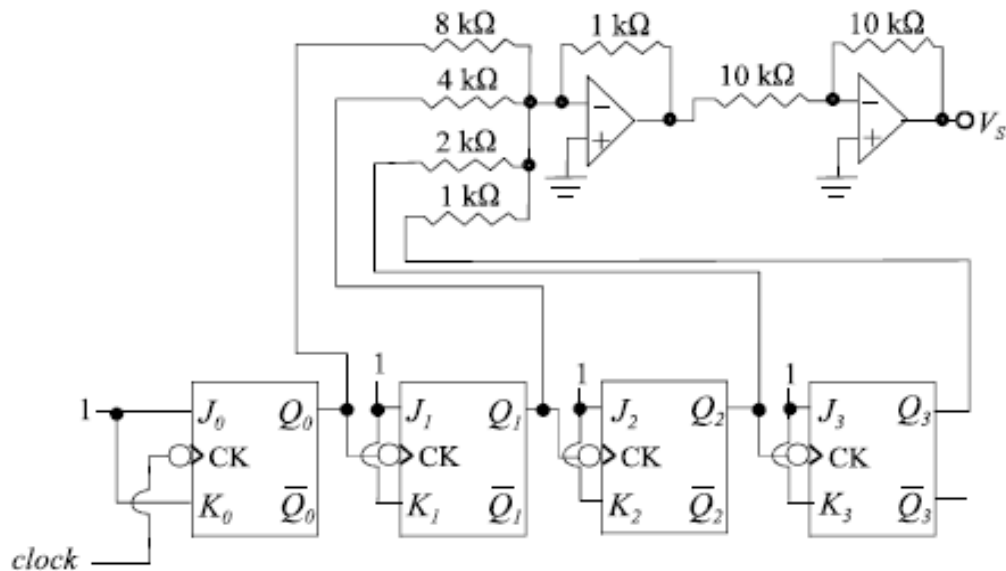 8 kΩ
1 kΩ
10 kΩ
4 kΩ
10 kΩ
−
−
+
+
V_S
2 kΩ
1 kΩ
1
1
1
1
J_0 Q_0
J_1 Q_1
J_2 Q_2
J_3 Q_3
CK
CK
CK
CK
K_0 Q̅_0
K_1 Q̅_1
K_2 Q̅_2
K_3 Q̅_3
clock